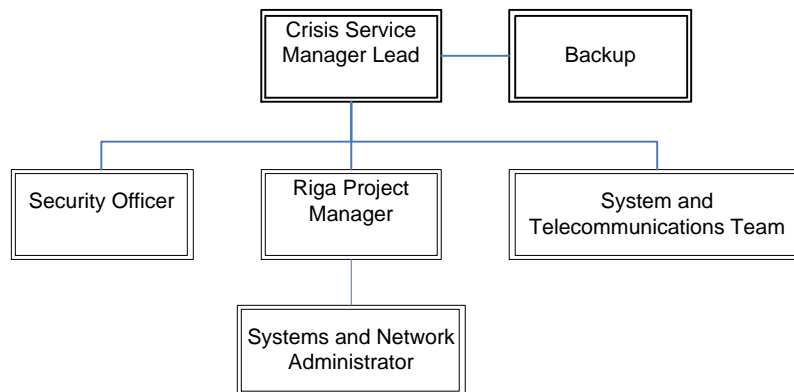 Crisis Service
Manager Lead
Backup
Security Officer
Riga Project
Manager
System and
Telecommunications Team
Systems and Network
Administrator